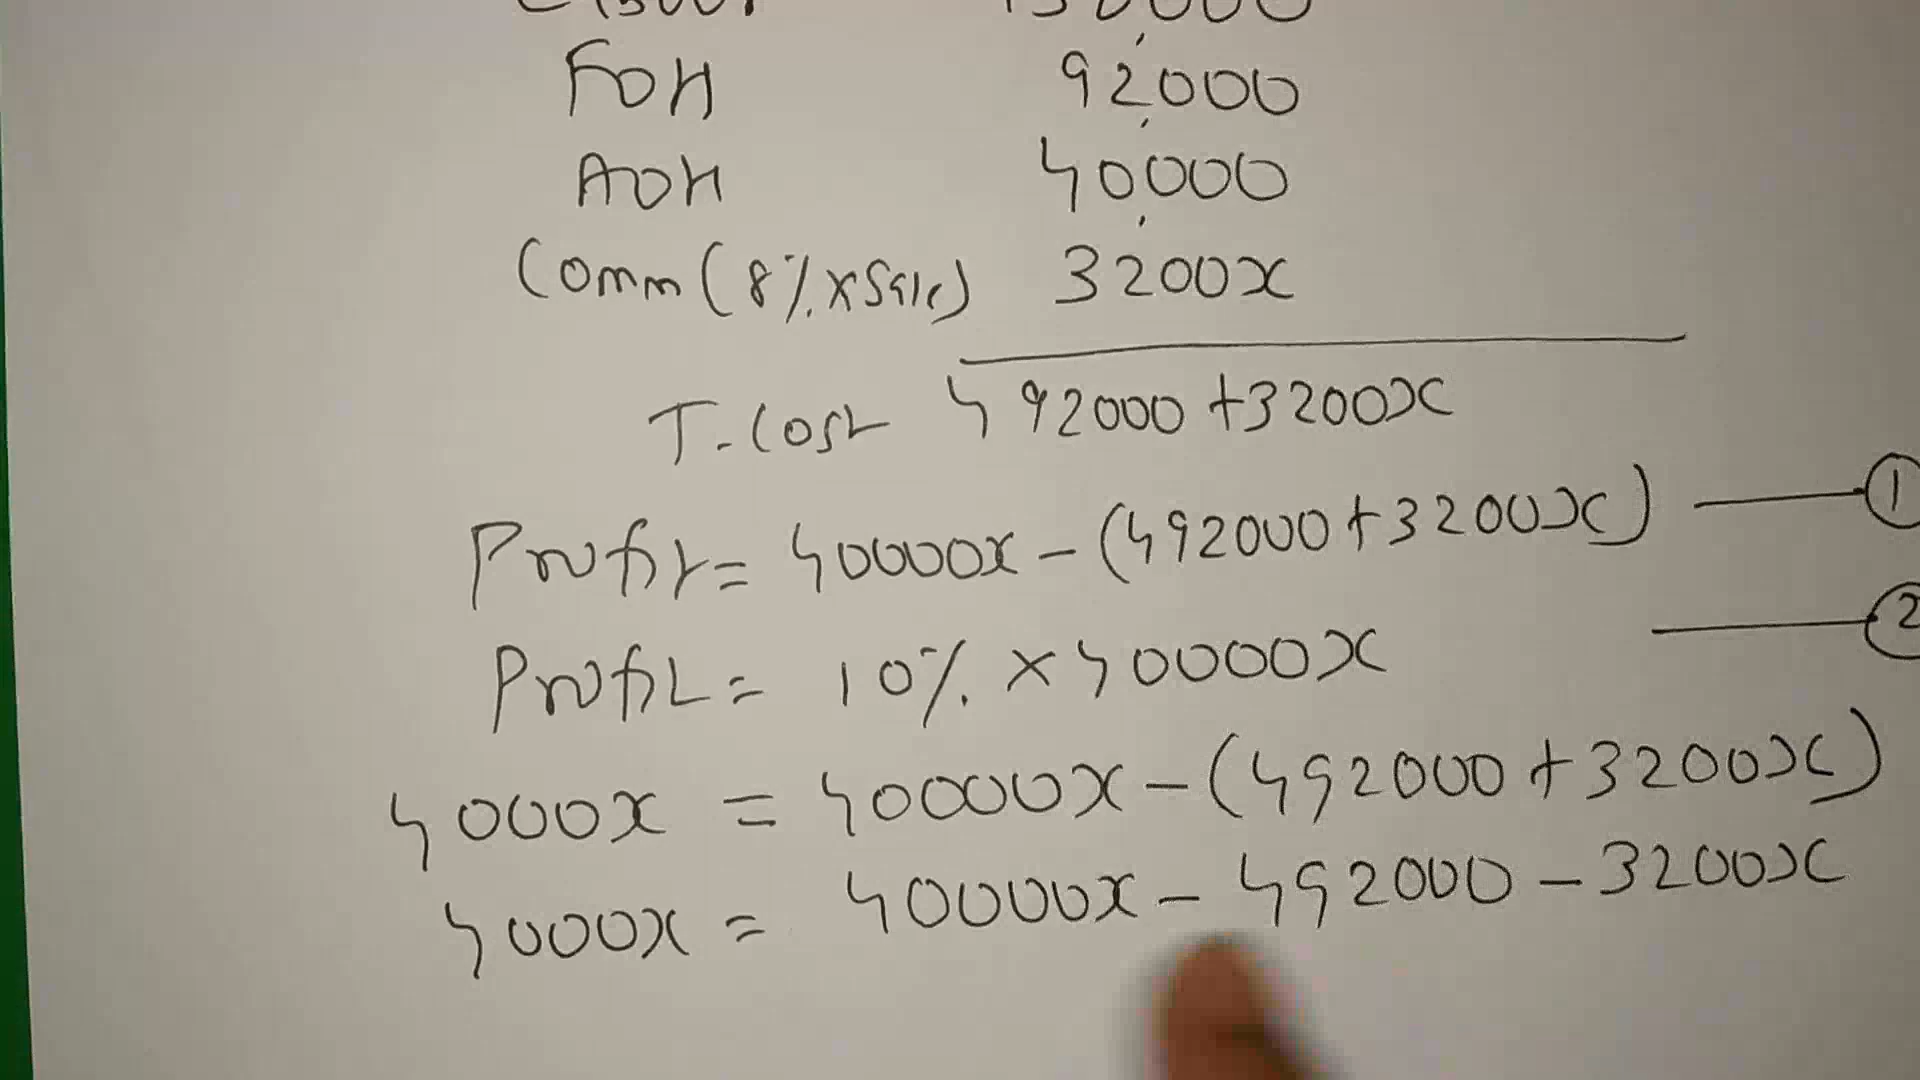 FOH 92,000
AOH 40,000
Comm (8%xSale) 3200x
T-Cost 492000+3200x
Profit= 40000x-(492000+3200x) 1
Profit= 10%x40000x 2
4000x = 40000x-(492000+3200x)
4000x = 40000x-492000-3200x